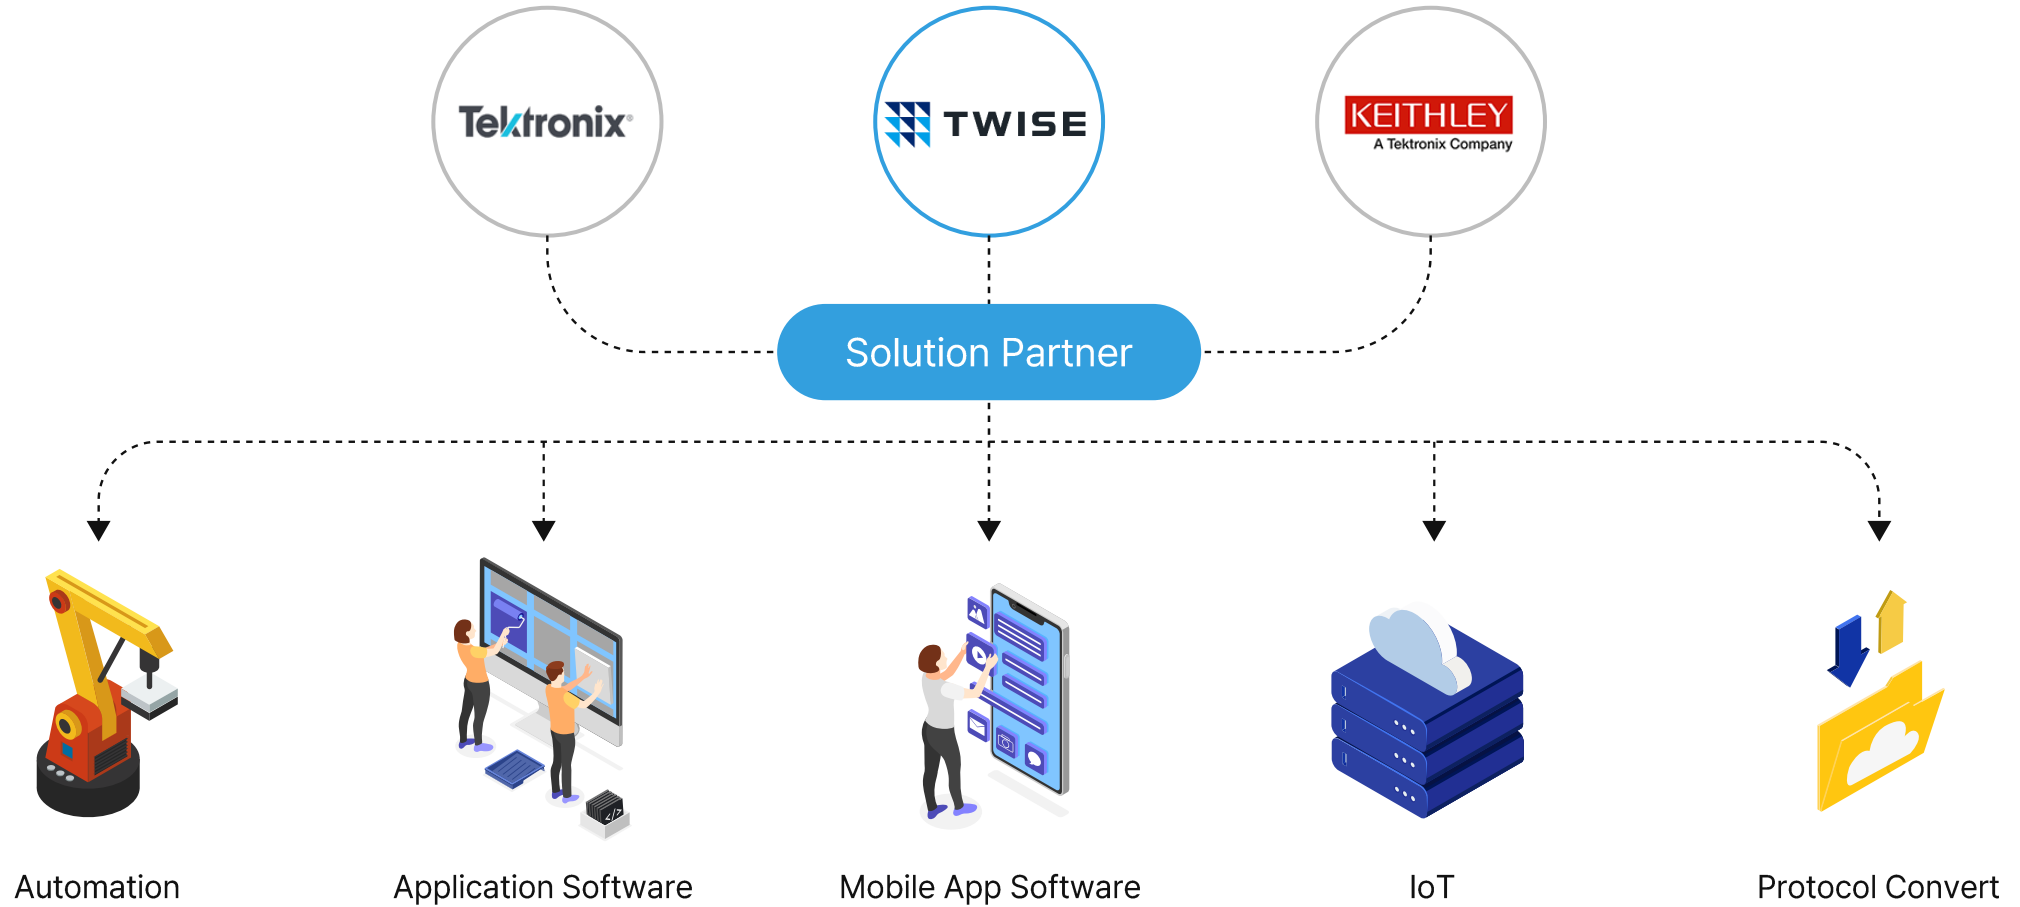 Tektronix®
TWISE
KEITHLEY
A Tektronix Company
Solution Partner
</>
Automation
Application Software
Mobile App Software
IoT
Protocol Convert